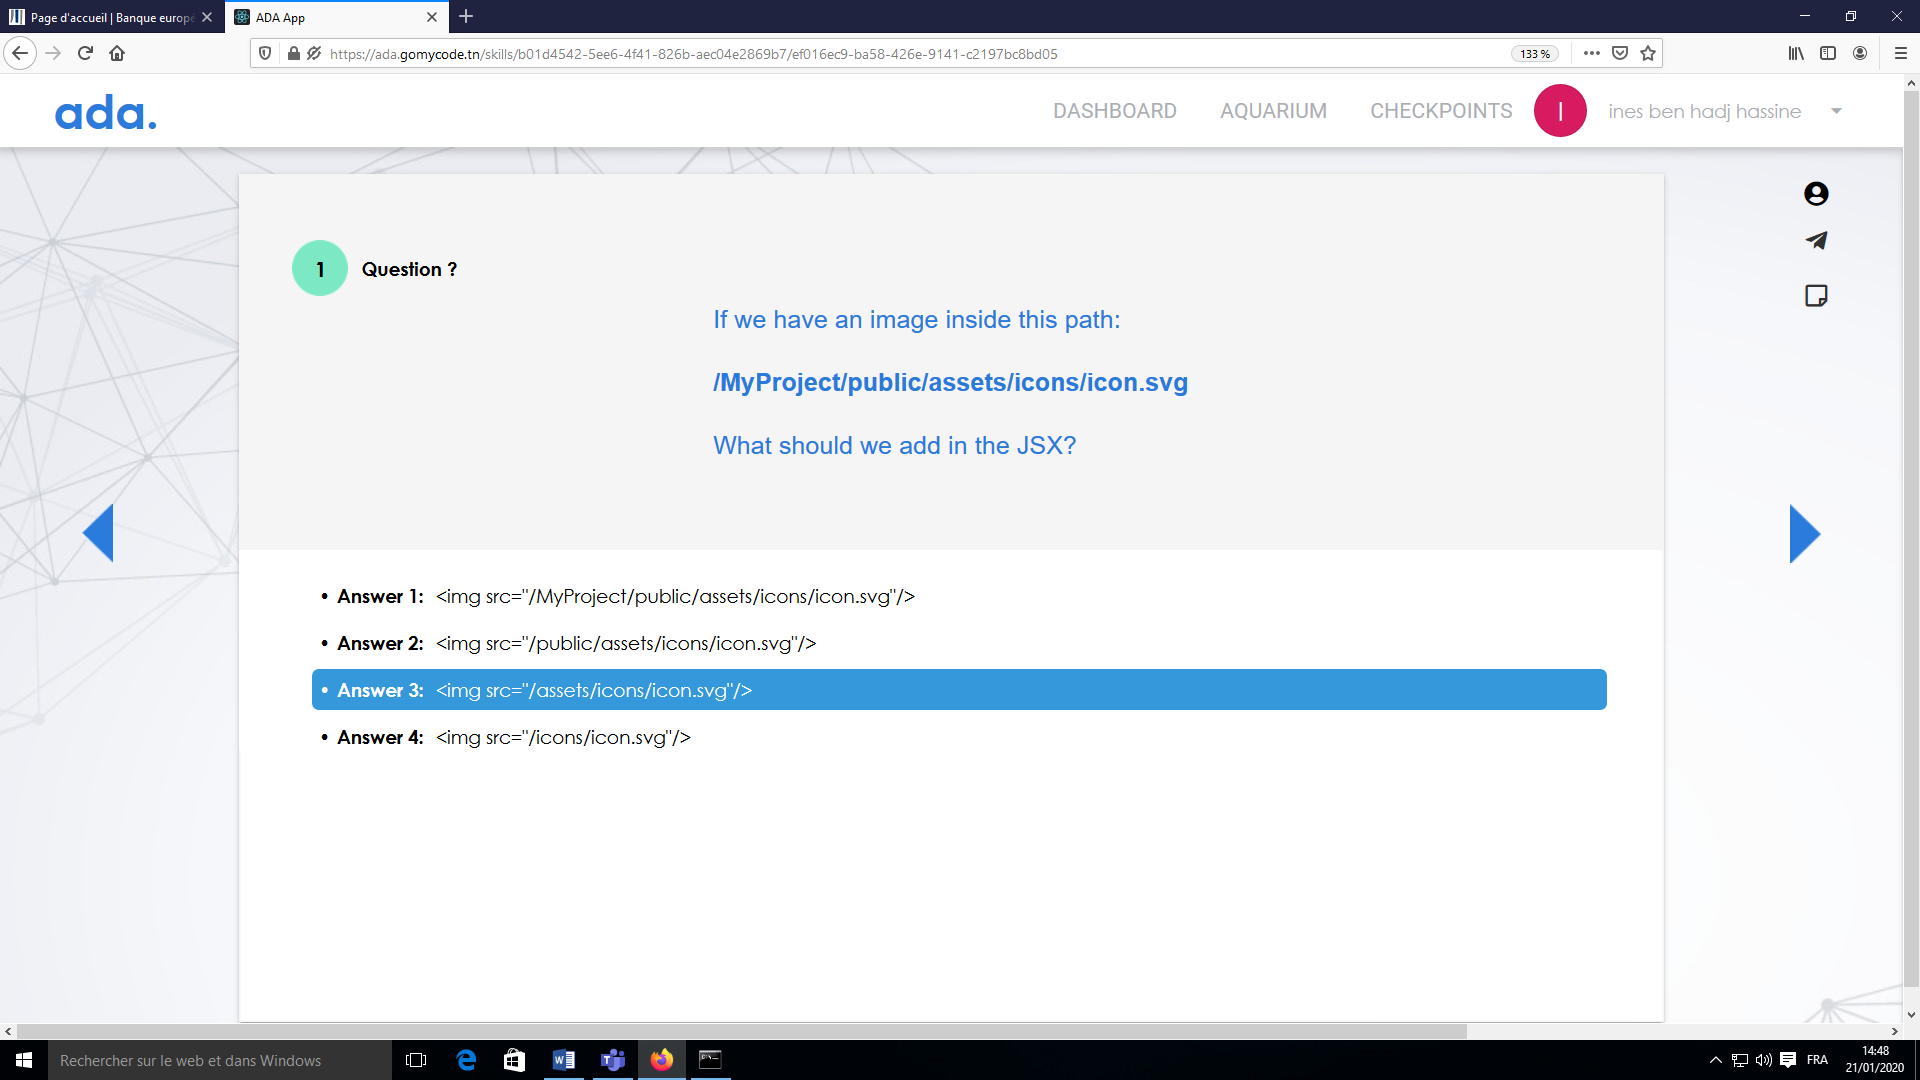 Page d'accueil | Banque europé
ADA App
https://ada.gomycode.tn/skills/b01d4542-5ee6-4f41-826b-aec04e2869b7/ef016ec9-ba58-426e-9141-c2197bc8bd05
133 %
ada.
DASHBOARD
AQUARIUM
CHECKPOINTS
I
ines ben hadj hassine
1
Question ?
If we have an image inside this path:
/MyProject/public/assets/icons/icon.svg
What should we add in the JSX?
• Answer 1: <img src="/MyProject/public/assets/icons/icon.svg"/>
• Answer 2: <img src="/public/assets/icons/icon.svg"/>
• Answer 3: <img src="/assets/icons/icon.svg"/>
• Answer 4: <img src="/icons/icon.svg"/>
Rechercher sur le web et dans Windows
FRA
14:48
21/01/2020